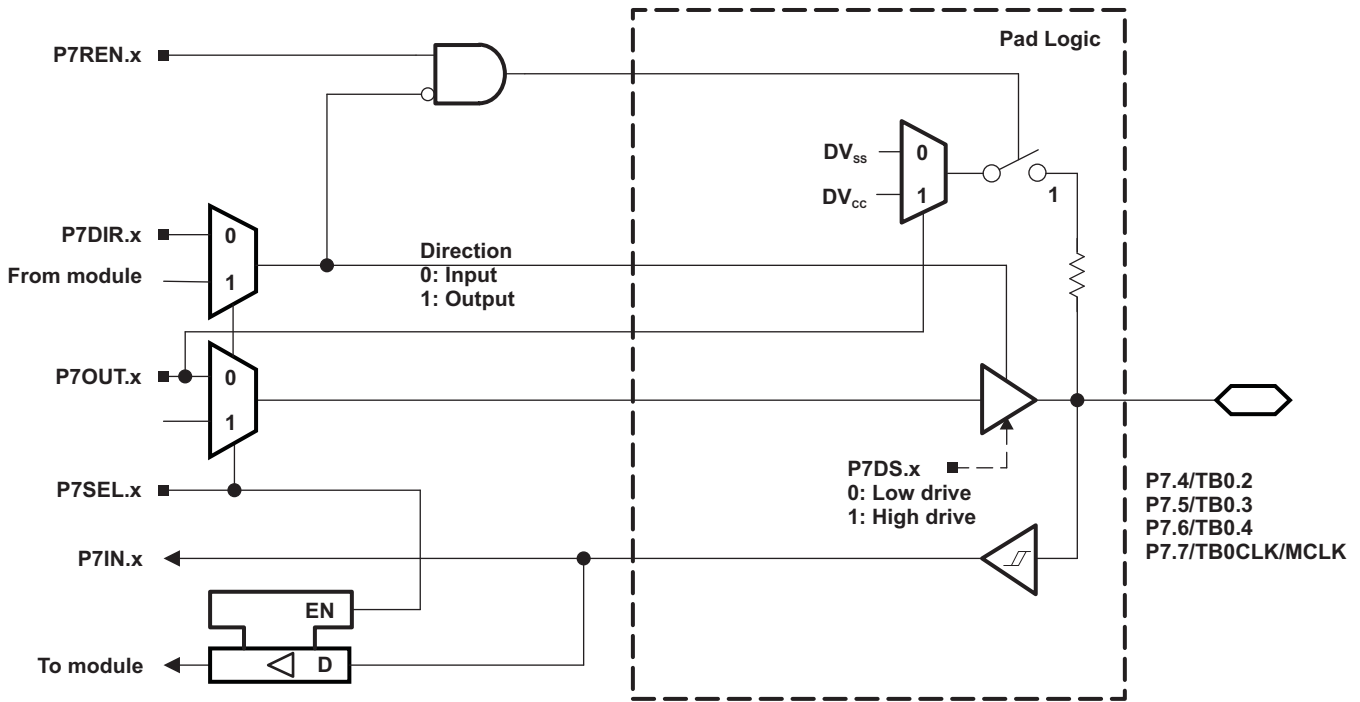 Pad Logic
P7REN.x
DVSS
0
DVCC
1
1
P7DIR.x
0
From module
1
Direction
0: Input
1: Output
P7OUT.x
0
1
P7DS.x
0: Low drive
1: High drive
P7SEL.x
P7.4/TB0.2
P7.5/TB0.3
P7.6/TB0.4
P7.7/TB0CLK/MCLK
P7IN.x
EN
To module
D